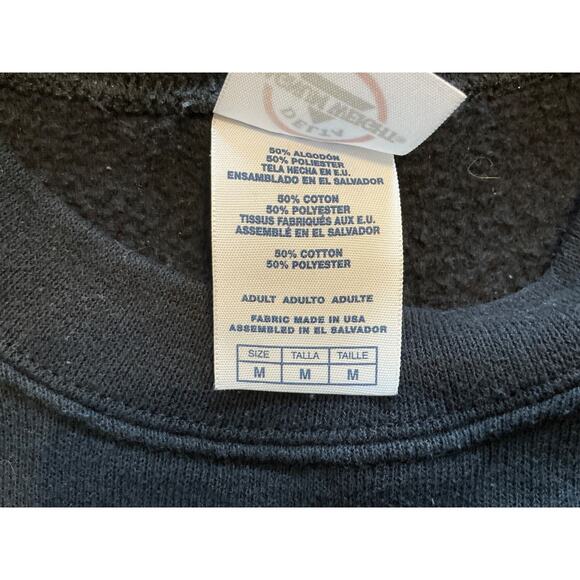 50% ALGODÓN
50% POLIESTER
TELA HECHA EN E.U.
ENSAMBLADO EN EL SALVADOR
50% COTON
50% POLYESTER
TISSUS FABRIQUÉS AUX E.U.
ASSEMBLÉ EN EL SALVADOR
50% COTTON
50% POLYESTER
ADULT ADULTO ADULTE
FABRIC MADE IN USA
ASSEMBLED IN EL SALVADOR
SIZE TALLA TAILLE
M M M